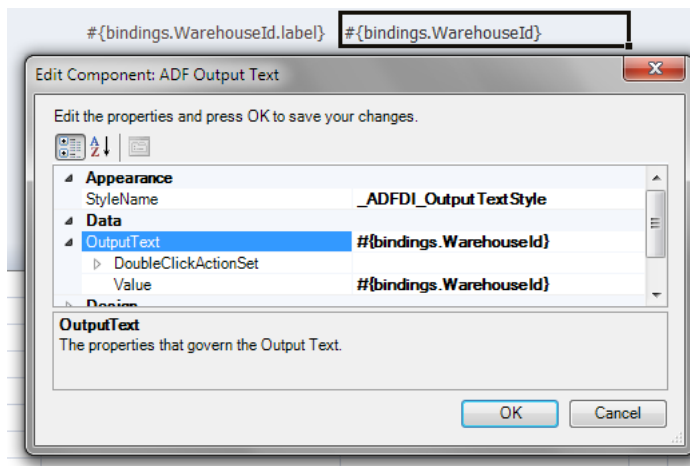 #{bindings.WarehouseId.label} #{bindings.WarehouseId}
Edit Component: ADF Output Text
Edit the properties and press OK to save your changes.
Appearance
StyleName _ADFDI_OutputTextStyle
Data
OutputText #{bindings.WarehouseId}
DoubleClickActionSet
Value #{bindings.WarehouseId}
Design
OutputText
The properties that govern the Output Text.
OK Cancel